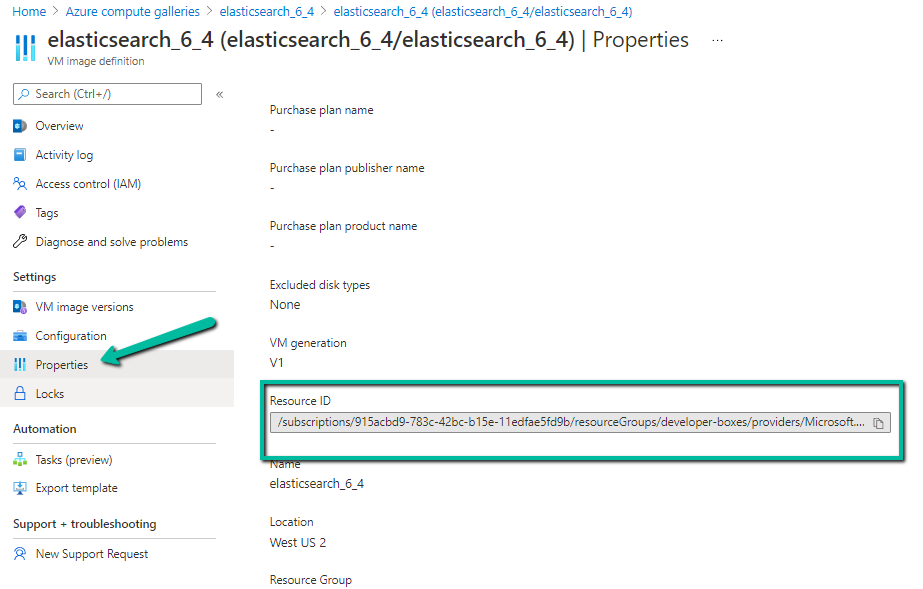 Home > Azure compute galleries > elasticsearch_6_4 > elasticsearch_6_4 (elasticsearch_6_4/elasticsearch_6_4)
elasticsearch_6_4 (elasticsearch_6_4/elasticsearch_6_4) | Properties ...
VM image definition
Search (Ctrl+/)
«
Overview
Activity log
Access control (IAM)
Tags
Diagnose and solve problems
Settings
VM image versions
Configuration
Properties
Locks
Automation
Tasks (preview)
Export template
Support + troubleshooting
New Support Request
Purchase plan name
-
Purchase plan publisher name
-
Purchase plan product name
-
Excluded disk types
None
VM generation
V1
Resource ID
/subscriptions/915acbd9-783c-42bc-b15e-11edfae5fd9b/resourceGroups/developer-boxes/providers/Microsoft....
Name
elasticsearch_6_4
Location
West US 2
Resource Group